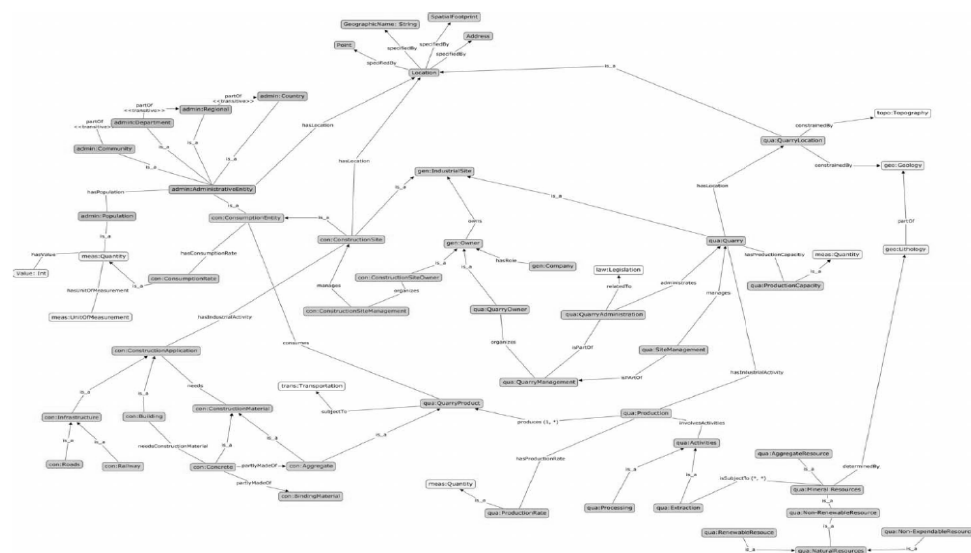 SpatialFootprint
GeographicName: String
Address
Point
specifiedBy
specifiedBy
specifiedBy
specifiedBy
Location
is_a
partOf
<<transitive>>
admin:Country
partOf
<<transitive>>
admin:Regional
partOf
<<transitive>>
admin:Department
admin:Community
is_a
is_a
is_a
is_a
hasLocation
topo:Topography
constrainedBy
qua:QuarryLocation
constrainedBy
geo:Geology
hasLocation
gen:IndustrialSite
hasLocation
admin:AdministrativeEntity
hasPopulation
is_a
is_a
is_a
admin:Population
con:ConsumptionEntity
is_a
owns
partOf
con:ConstructionSite
gen:Owner
qua:Quarry
geo:Lithology
is_a
hasValue
meas:Quantity
hasConsumptionRate
hasRole
gen:Company
law:Legislation
hasProductionCapacity
meas:Quantity
value: Int
is_a
con:ConsumptionRate
is_a
con:ConstructionSiteOwner
is_a
relatedTo
administrates
is_a
qua:ProductionCapacity
hasUnitOfMeasurement
manages
organizes
manages
meas:UnitOfMeasurement
con:ConstructionSiteManagement
qua:QuarryOwner
qua:QuarryAdministration
hasIndustrialActivity
consumes
organizes
isPartOf
con:ConstructionApplication
qua:SiteManagement
hasIndustrialActivity
is_a
is_a
needs
trans:Transportation
qua:QuarryManagement
isPartOf
con:Infrastructure
con:Building
con:ConstructionMaterial
subjectTo
qua:QuarryProduct
qua:Production
produces (1, *)
involvesActivities
is_a
is_a
needsConstructionMaterial
is_a
is_a
is_a
qua:Activities
con:Roads
con:Railway
con:Concrete
partlyMadeOf
con:Aggregate
hasProductionRate
qua:AggregateResource
determinedBy
partlyMadeOf
con:BindingMaterial
meas:Quantity
is_a
is_a
isSubjectTo (*, *)
is_a
qua:Mineral Resources
is_a
qua:ProductionRate
qua:Processing
qua:Extraction
is_a
qua:Non-RenewableResource
qua:RenewableResource
is_a
qua:Non-ExpendableResource
is_a
qua:NaturalResources
is_a